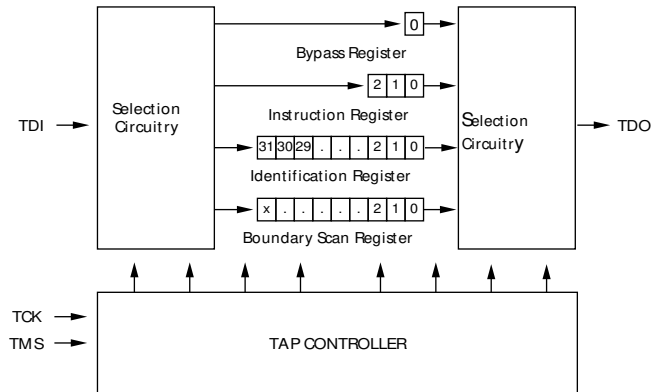 0
Bypass Register
2 1 0
Selection
Circuitry
Instruction Register
Selection
Circuitry
TDI
TDO
31 30 29 . . . 2 1 0
Identification Register
x . . . . . 2 1 0
Boundary Scan Register
TCK
TMS
TAP CONTROLLER